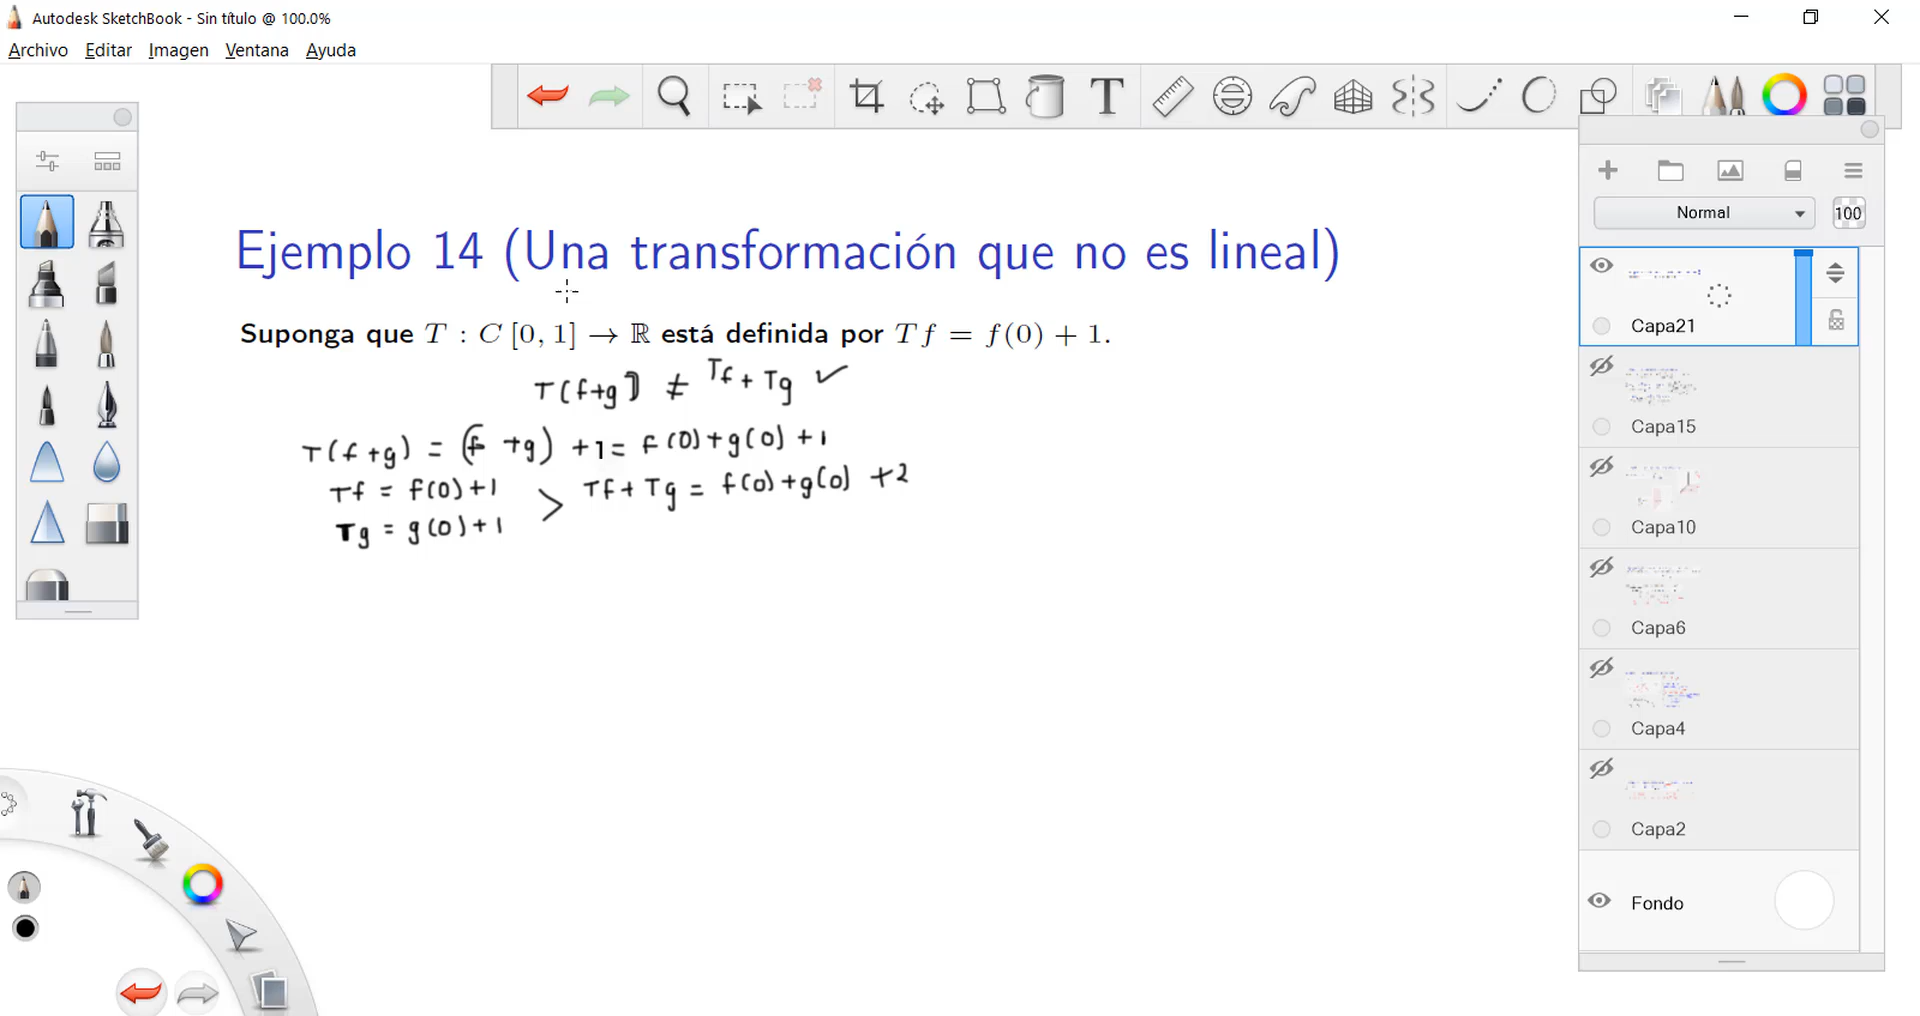 Autodesk SketchBook - Sin título @ 100.0%
Archivo Editar Imagen Ventana Ayuda
T
Normal 100
Ejemplo 14 (Una transformación que no es lineal)
Suponga que T : C [0, 1] → ℝ está definida por T f = f(0) + 1.
T(f+g) ≠ Tf + Tg ✓
T(f+g) = (f +g) +1 = f(0)+g(0) +1
Tf = f(0)+1 > Tf + Tg = f(0)+g(0) +2
Tg = g(0)+1
Capa21
Capa15
Capa10
Capa6
Capa4
Capa2
Fondo